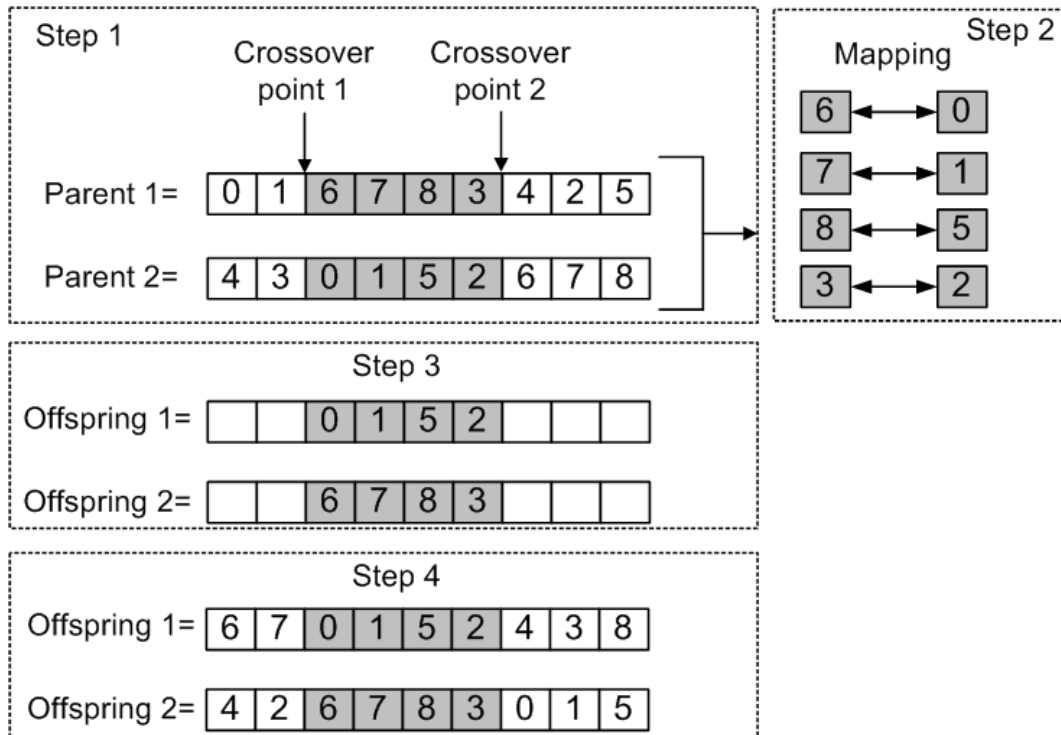 Step 1
Crossover point 1
Crossover point 2
Parent 1= 0 1 6 7 8 3 4 2 5
Parent 2= 4 3 0 1 5 2 6 7 8
Step 2
Mapping
6 0
7 1
8 5
3 2
Step 3
Offspring 1= 0 1 5 2
Offspring 2= 6 7 8 3
Step 4
Offspring 1= 6 7 0 1 5 2 4 3 8
Offspring 2= 4 2 6 7 8 3 0 1 5